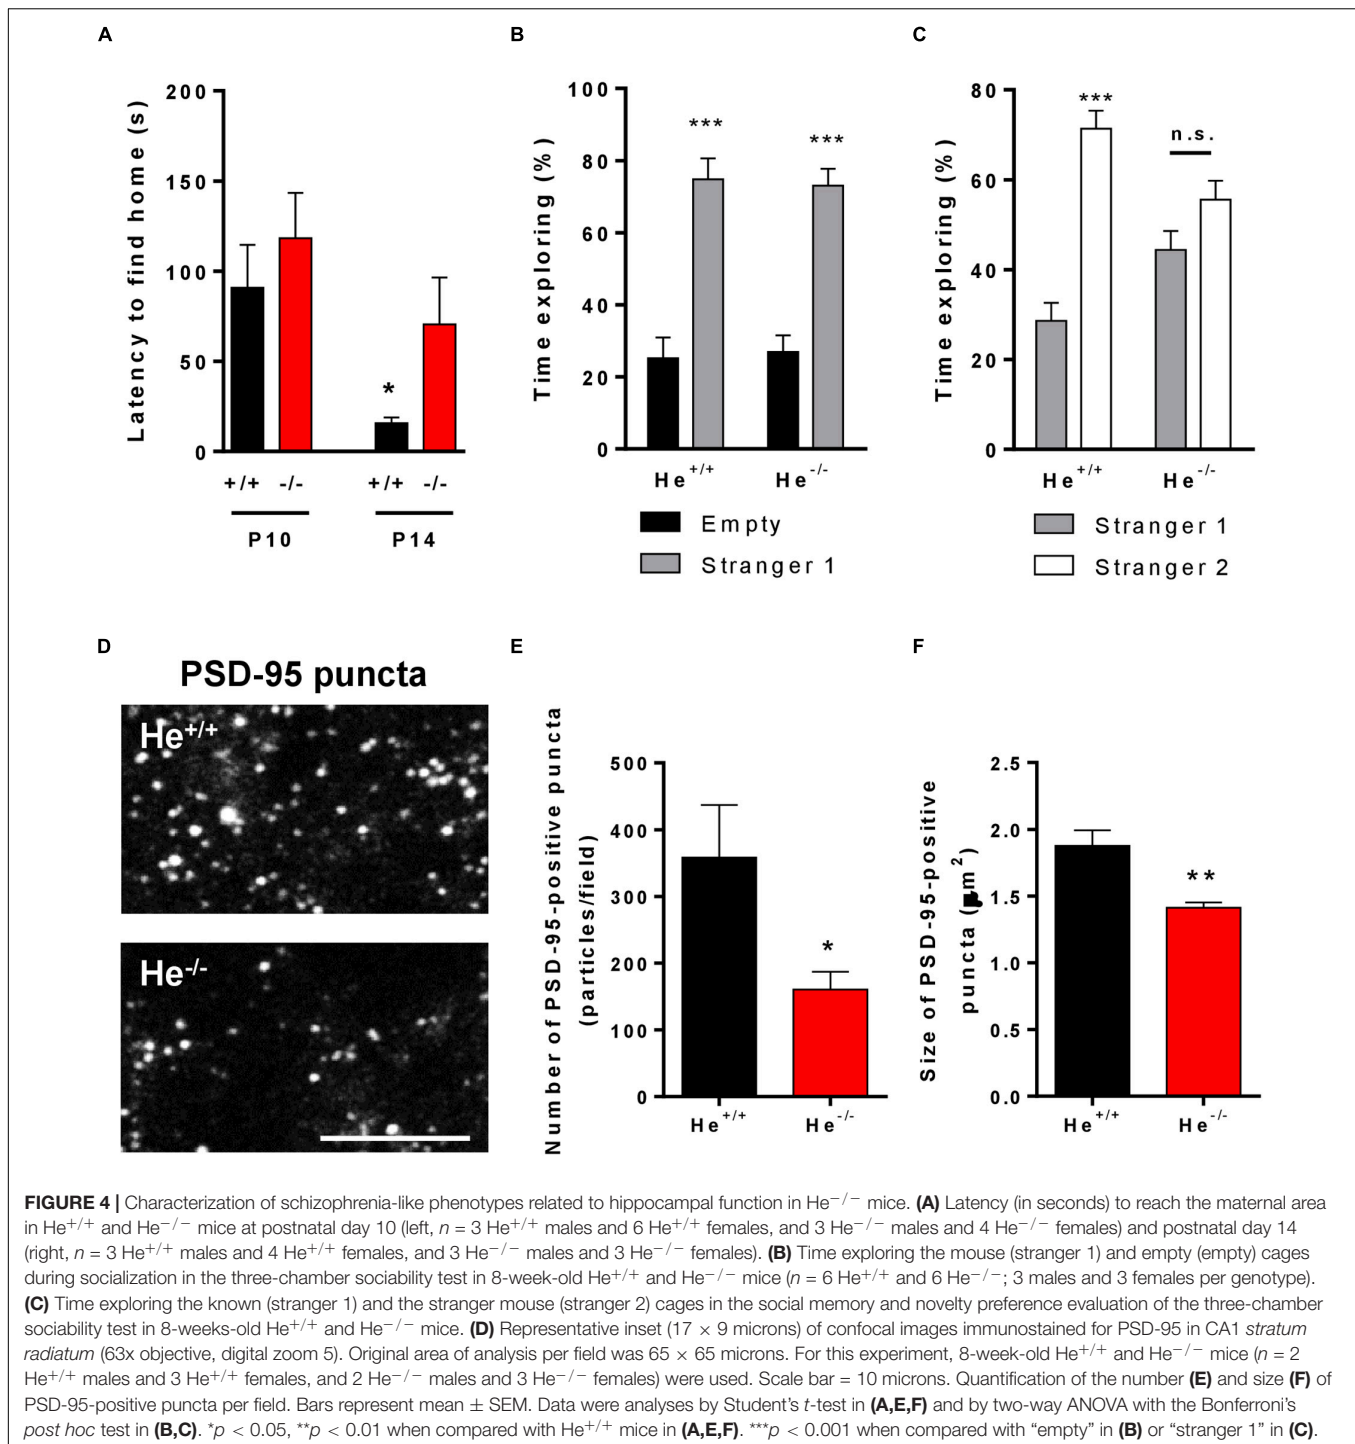 A
B
C
Latency to find home (s)
200
150
100
50
0
+/+ -/- +/+ -/-
P10 P14
*
Time exploring (%)
100
80
60
40
20
0
*** ***
He+/+ He-/-
Empty
Stranger 1
Time exploring (%)
80
60
40
20
0
***
n.s.
He+/+ He-/-
Stranger 1
Stranger 2
D
E
F
PSD-95 puncta
He+/+
He-/-
Number of PSD-95-positive puncta
(particles/field)
500
400
300
200
100
0
*
He+/+ He-/-
Size of PSD-95-positive
puncta (µm2)
2.5
2.0
1.5
1.0
0.5
0.0
**
He+/+ He-/-
FIGURE 4 | Characterization of schizophrenia-like phenotypes related to hippocampal function in He−/− mice. (A) Latency (in seconds) to reach the maternal area
in He+/+ and He−/− mice at postnatal day 10 (left, n = 3 He+/+ males and 6 He+/+ females, and 3 He−/− males and 4 He−/− females) and postnatal day 14
(right, n = 3 He+/+ males and 4 He+/+ females, and 3 He−/− males and 3 He−/− females). (B) Time exploring the mouse (stranger 1) and empty (empty) cages
during socialization in the three-chamber sociability test in 8-week-old He+/+ and He−/− mice (n = 6 He+/+ and 6 He−/−; 3 males and 3 females per genotype).
(C) Time exploring the known (stranger 1) and the stranger mouse (stranger 2) cages in the social memory and novelty preference evaluation of the three-chamber
sociability test in 8-weeks-old He+/+ and He−/− mice. (D) Representative inset (17 × 9 microns) of confocal images immunostained for PSD-95 in CA1 stratum
radiatum (63x objective, digital zoom 5). Original area of analysis per field was 65 × 65 microns. For this experiment, 8-week-old He+/+ and He−/− mice (n = 2
He+/+ males and 3 He+/+ females, and 2 He−/− males and 3 He−/− females) were used. Scale bar = 10 microns. Quantification of the number (E) and size (F) of
PSD-95-positive puncta per field. Bars represent mean ± SEM. Data were analyses by Student's t-test in (A,E,F) and by two-way ANOVA with the Bonferroni's
post hoc test in (B,C). *p < 0.05, **p < 0.01 when compared with He+/+ mice in (A,E,F). ***p < 0.001 when compared with "empty" in (B) or "stranger 1" in (C).